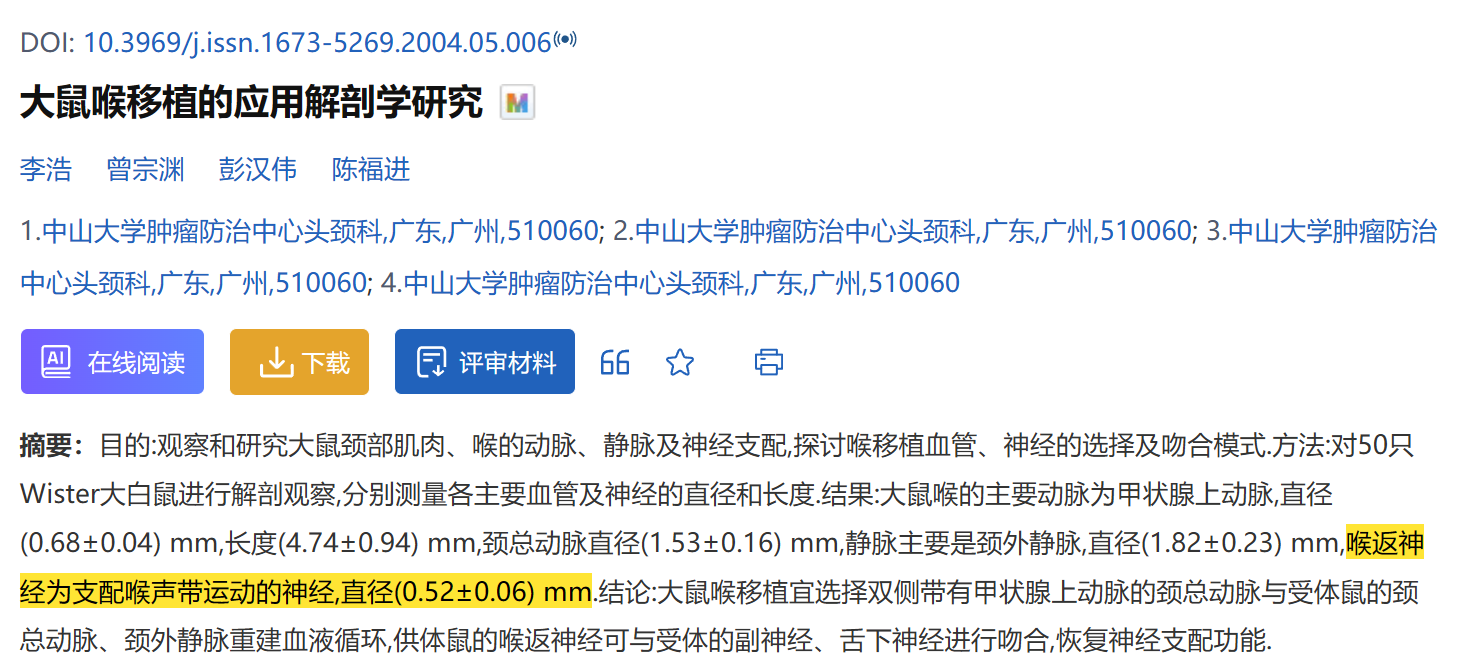 DOI: 10.3969/j.issn.1673-5269.2004.05.006
大鼠喉移植的应用解剖学研究 M
李浩 曾宗渊 彭汉伟 陈福进
1.中山大学肿瘤防治中心头颈科,广东,广州,510060; 2.中山大学肿瘤防治中心头颈科,广东,广州,510060; 3.中山大学肿瘤防治
中心头颈科,广东,广州,510060; 4.中山大学肿瘤防治中心头颈科,广东,广州,510060
AI 在线阅读 下载 评审材料
摘要：目的:观察和研究大鼠颈部肌肉、喉的动脉、静脉及神经支配,探讨喉移植血管、神经的选择及吻合模式.方法:对50只
Wister大白鼠进行解剖观察,分别测量各主要血管及神经的直径和长度.结果:大鼠喉的主要动脉为甲状腺上动脉,直径
(0.68±0.04) mm,长度(4.74±0.94) mm,颈总动脉直径(1.53±0.16) mm,静脉主要是颈外静脉,直径(1.82±0.23) mm,喉返神
经为支配喉声带运动的神经,直径(0.52±0.06) mm.结论:大鼠喉移植宜选择双侧带有甲状腺上动脉的颈总动脉与受体鼠的颈
总动脉、颈外静脉重建血液循环,供体鼠的喉返神经可与受体的副神经、舌下神经进行吻合,恢复神经支配功能.